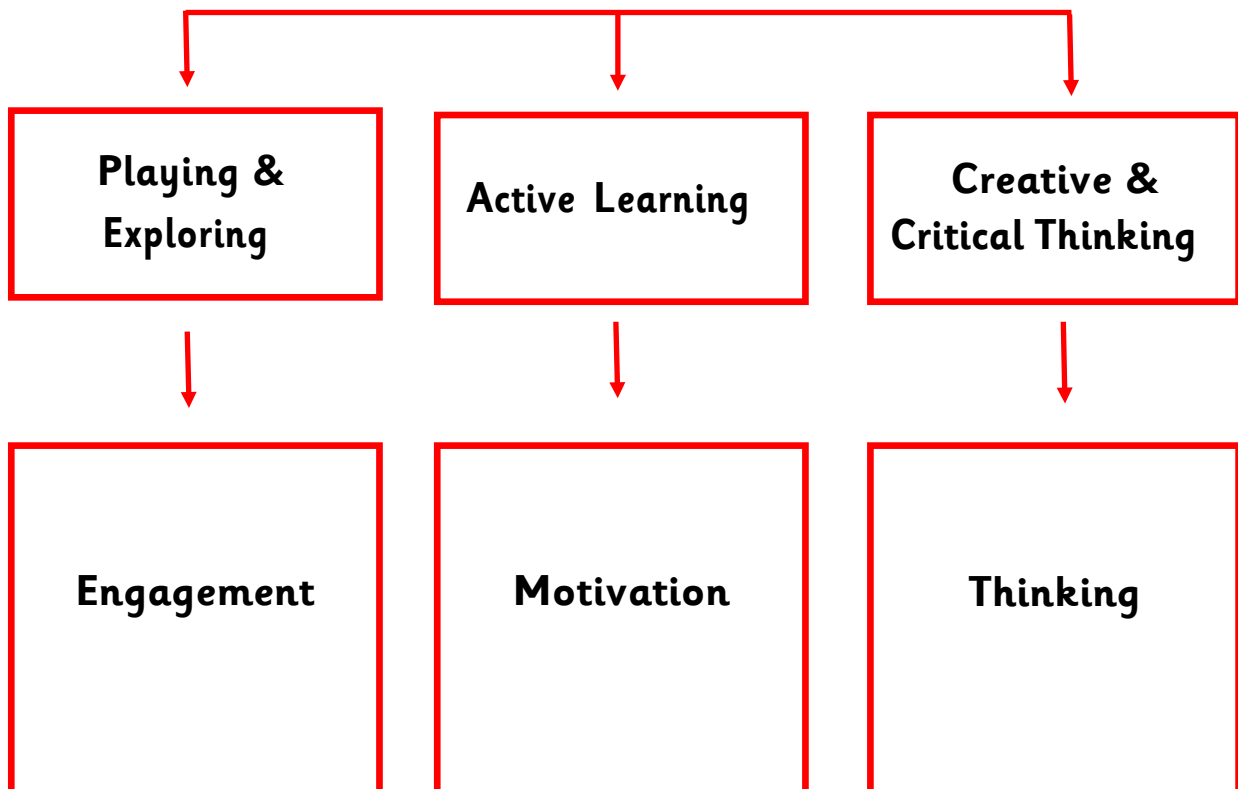 Playing &
Exploring
Active Learning
Creative &
Critical Thinking
Engagement
Motivation
Thinking